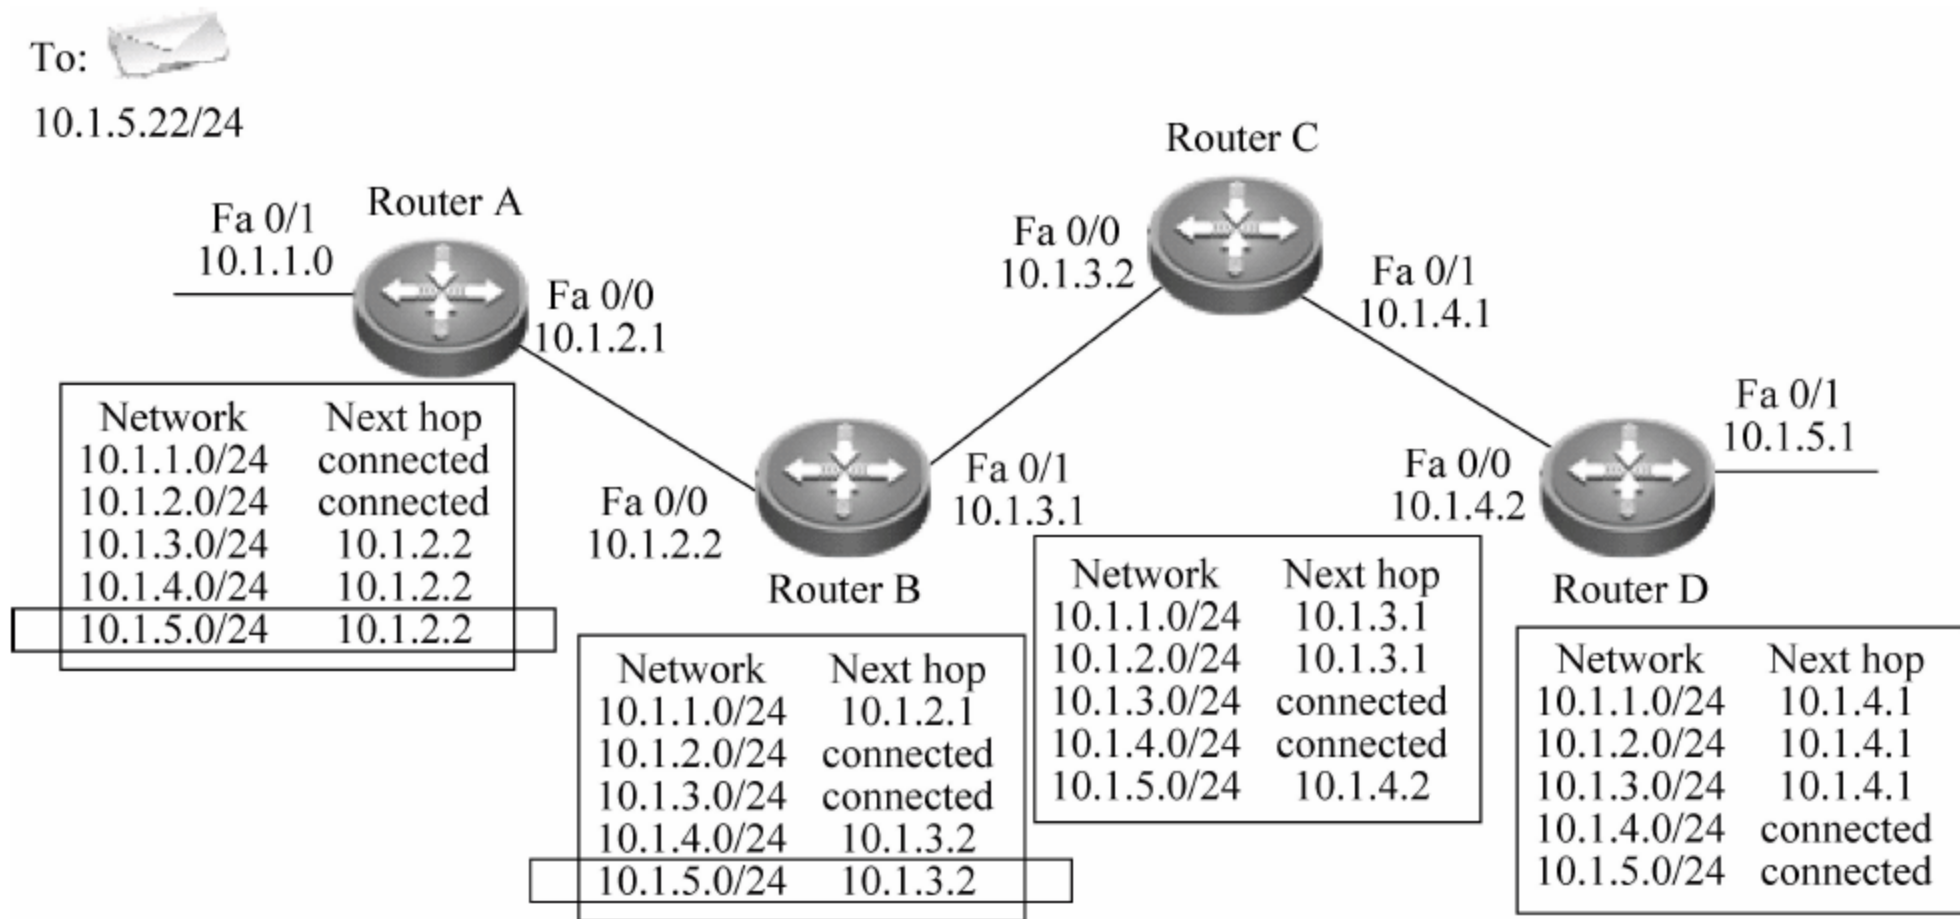 To:
10.1.5.22/24
Router A
Fa 0/1
10.1.1.0
Fa 0/0
10.1.2.1
Network Next hop
10.1.1.0/24 connected
10.1.2.0/24 connected
10.1.3.0/24 10.1.2.2
10.1.4.0/24 10.1.2.2
10.1.5.0/24 10.1.2.2
Fa 0/0
10.1.2.2
Router B
Fa 0/1
10.1.3.1
Network Next hop
10.1.1.0/24 10.1.2.1
10.1.2.0/24 connected
10.1.3.0/24 connected
10.1.4.0/24 10.1.3.2
10.1.5.0/24 10.1.3.2
Router C
Fa 0/0
10.1.3.2
Fa 0/1
10.1.4.1
Network Next hop
10.1.1.0/24 10.1.3.1
10.1.2.0/24 10.1.3.1
10.1.3.0/24 connected
10.1.4.0/24 connected
10.1.5.0/24 10.1.4.2
Fa 0/0
10.1.4.2
Fa 0/1
10.1.5.1
Router D
Network Next hop
10.1.1.0/24 10.1.4.1
10.1.2.0/24 10.1.4.1
10.1.3.0/24 10.1.4.1
10.1.4.0/24 connected
10.1.5.0/24 connected